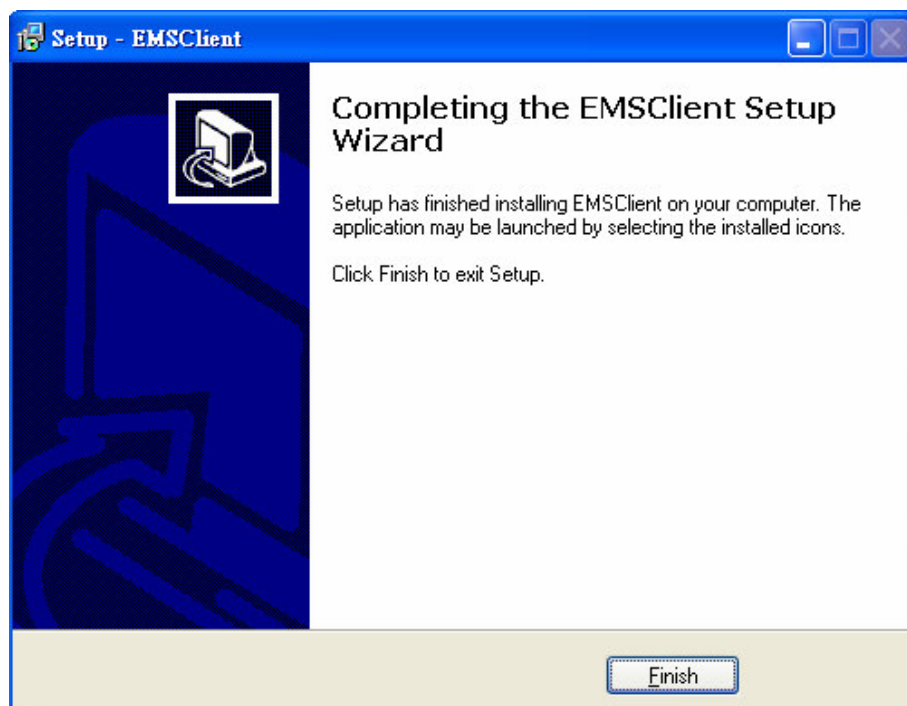 Setup - EMSClient
Completing the EMSClient Setup
Wizard
Setup has finished installing EMSClient on your computer. The
application may be launched by selecting the installed icons.
Click Finish to exit Setup.
Finish